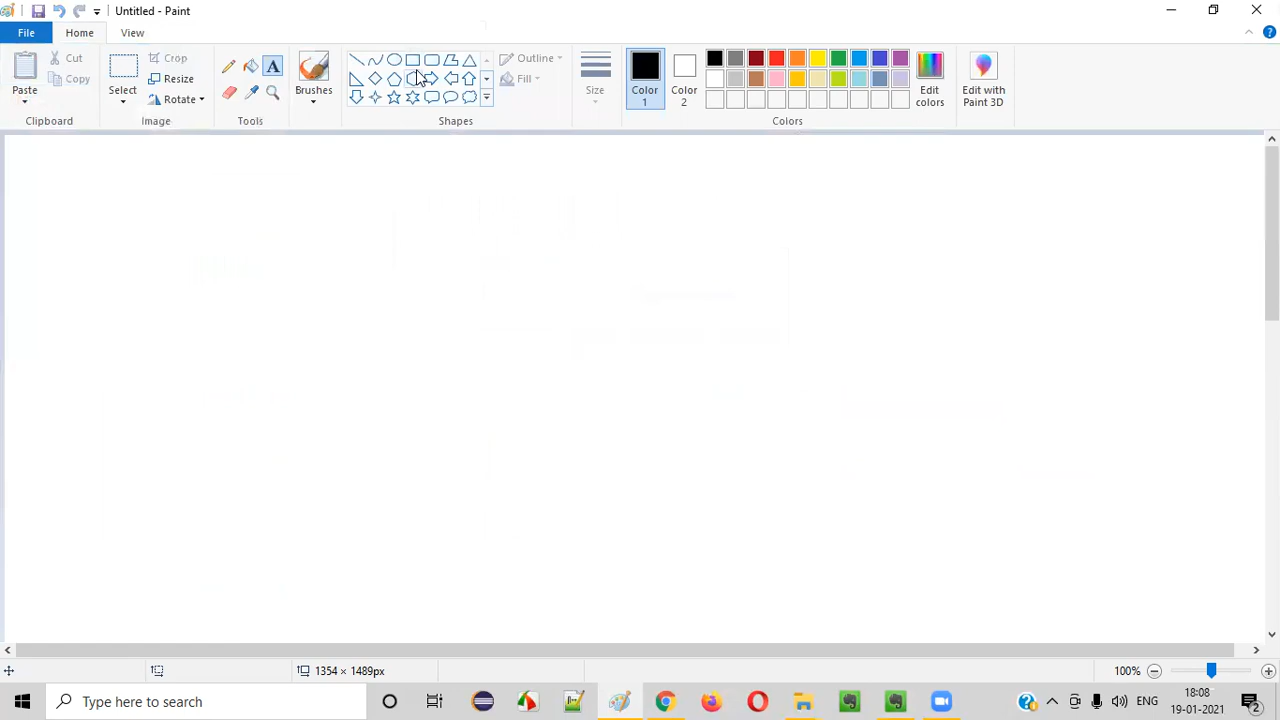 Untitled - Paint
File Home View
Paste
Cut
Copy
Clipboard
Select
Crop
Resize
Rotate
Image
A
Tools
Brushes
Shapes
Outline
Fill
Size
Color 1
Color 2
Edit colors
Colors
Edit with Paint 3D
1354 × 1489px
100%
Type here to search
ENG
18:08
19-01-2021
2